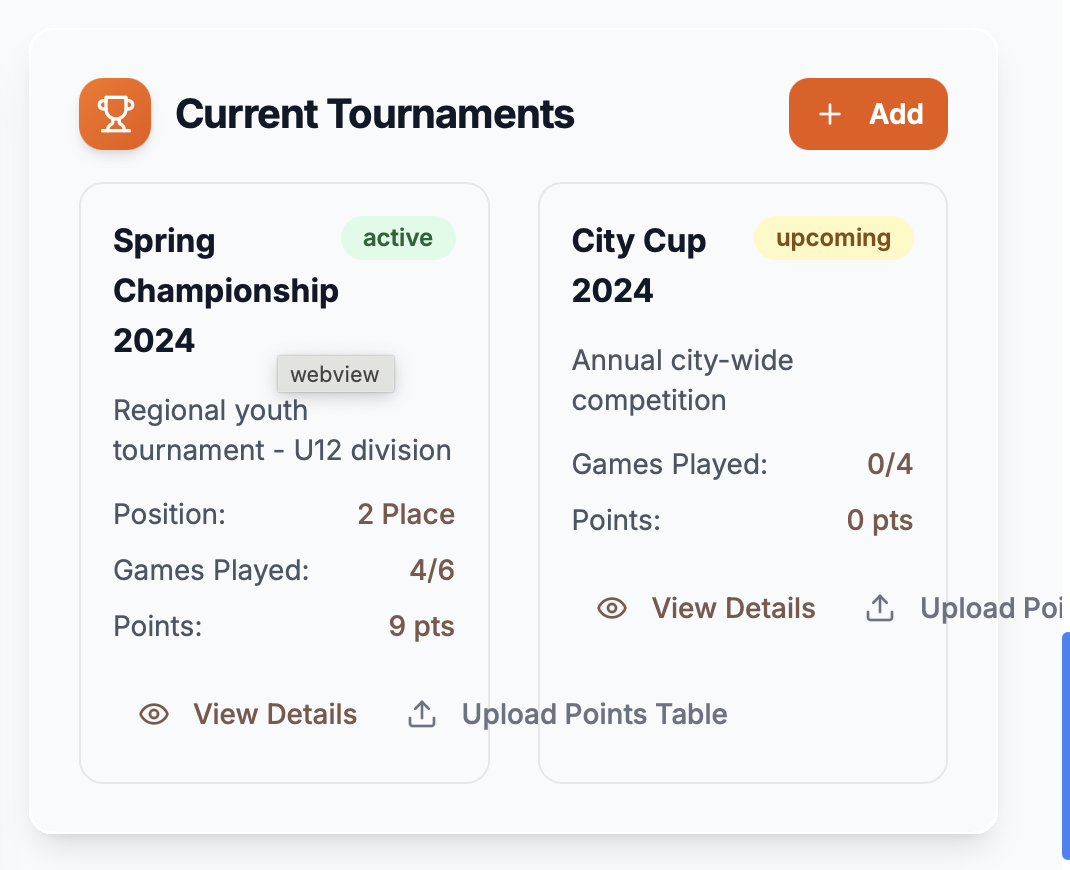 Current Tournaments
Add
Spring
Championship
2024
active
webview
Regional youth
tournament - U12 division
Position: 2 Place
Games Played: 4/6
Points: 9 pts
View Details
Upload Points Table
City Cup
2024
upcoming
Annual city-wide
competition
Games Played: 0/4
Points: 0 pts
View Details
Upload Poi